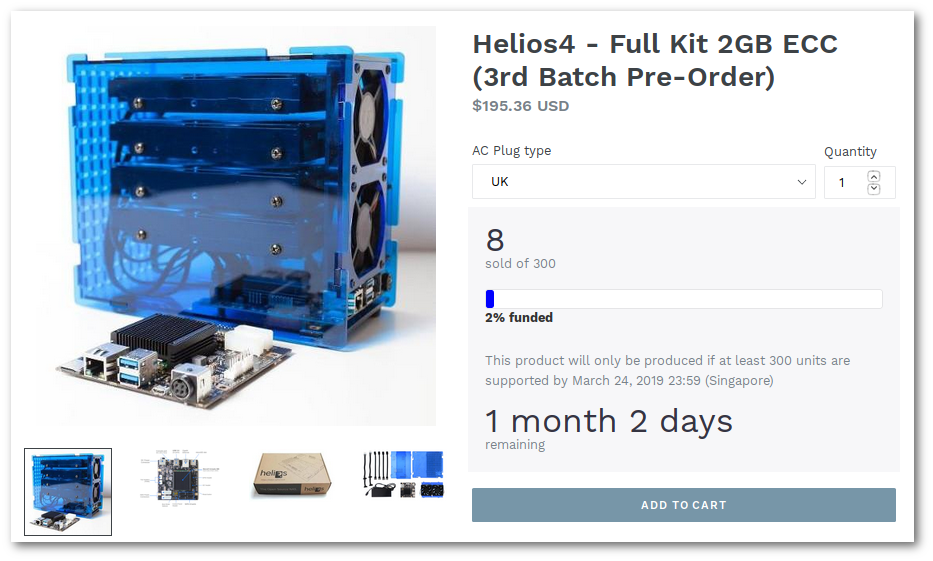 Helios4 - Full Kit 2GB ECC
(3rd Batch Pre-Order)
$195.36 USD
AC Plug type
Quantity
UK
1
8
sold of 300
2% funded
This product will only be produced if at least 300 units are
supported by March 24, 2019 23:59 (Singapore)
1 month 2 days
remaining
helios
helios
ADD TO CART